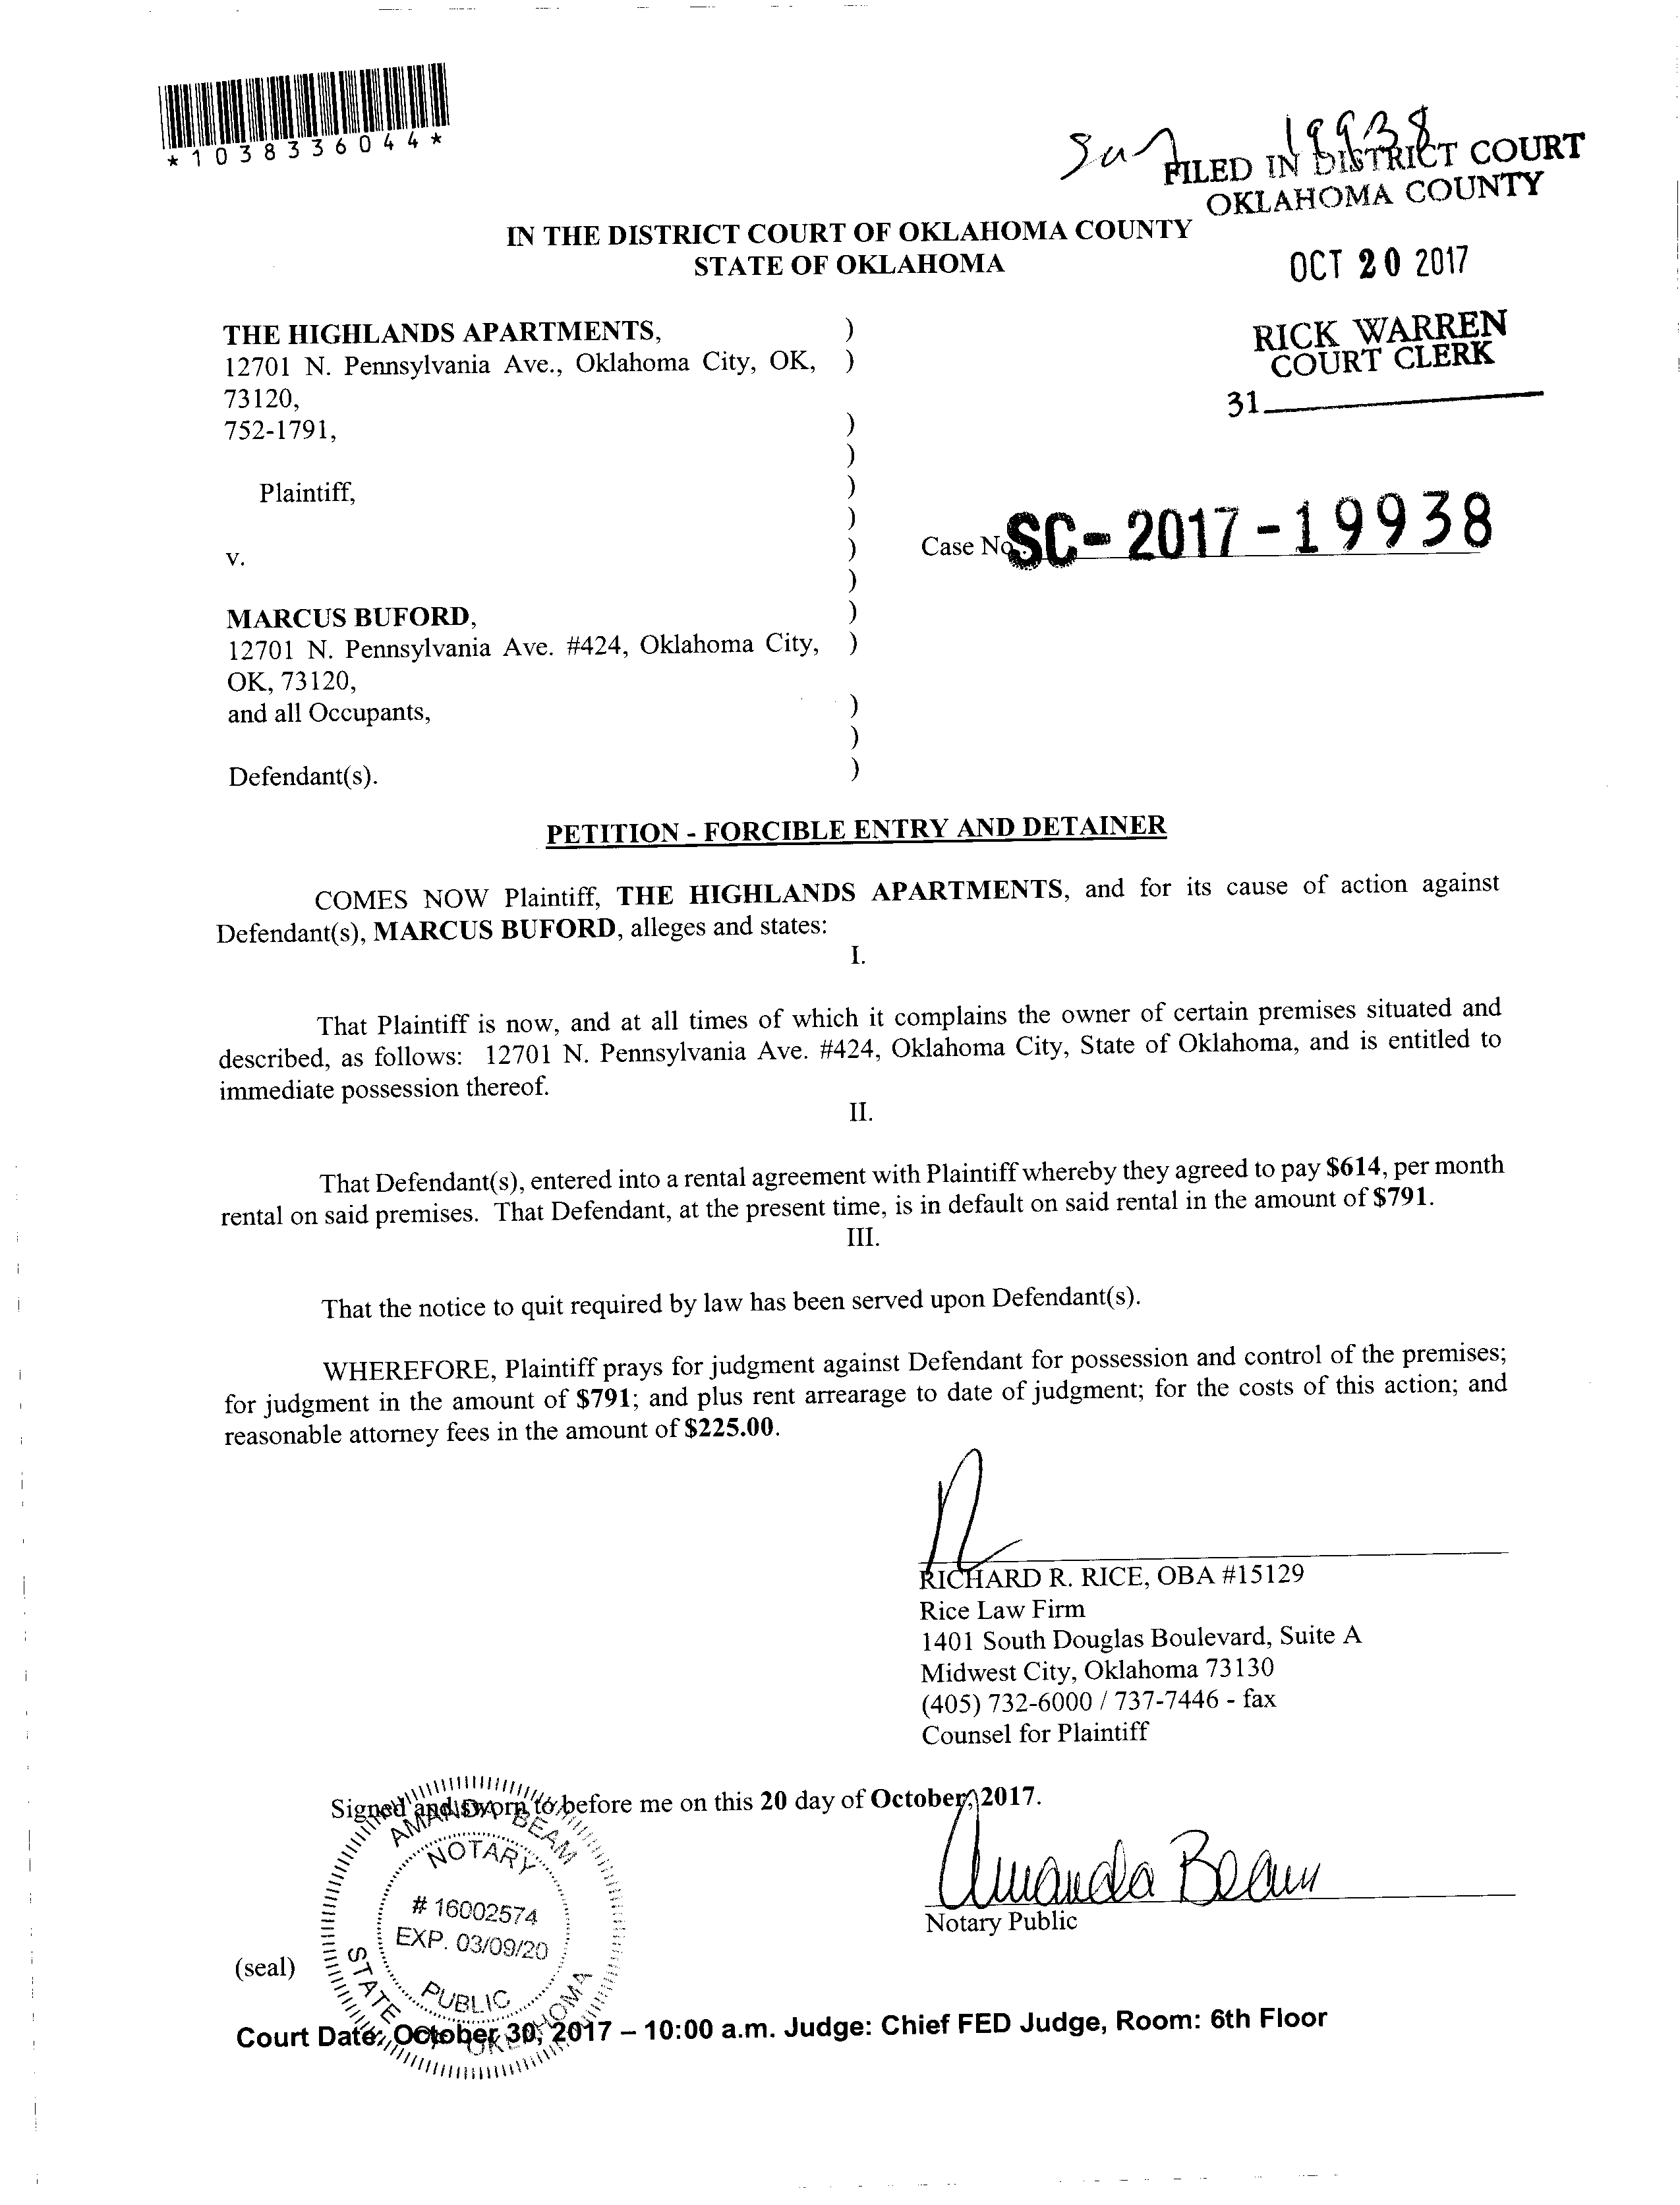 *1038336044*
19938
FILED IN DISTRICT COURT
OKLAHOMA COUNTY
IN THE DISTRICT COURT OF OKLAHOMA COUNTY
STATE OF OKLAHOMA
OCT 20 2017
RICK WARREN
COURT CLERK
31
THE HIGHLANDS APARTMENTS, )
12701 N. Pennsylvania Ave., Oklahoma City, OK, )
73120,
752-1791, )
)
Plaintiff, )
)
v. )
)
Case No. SC-2017-19938
MARCUS BUFORD, )
12701 N. Pennsylvania Ave. #424, Oklahoma City, )
OK, 73120,
and all Occupants, )
)
Defendant(s). )
PETITION - FORCIBLE ENTRY AND DETAINER
COMES NOW Plaintiff, THE HIGHLANDS APARTMENTS, and for its cause of action against
Defendant(s), MARCUS BUFORD, alleges and states:
I.
That Plaintiff is now, and at all times of which it complains the owner of certain premises situated and
described, as follows: 12701 N. Pennsylvania Ave. #424, Oklahoma City, State of Oklahoma, and is entitled to
immediate possession thereof.
II.
That Defendant(s), entered into a rental agreement with Plaintiff whereby they agreed to pay $614, per month
rental on said premises. That Defendant, at the present time, is in default on said rental in the amount of $791.
III.
That the notice to quit required by law has been served upon Defendant(s).
WHEREFORE, Plaintiff prays for judgment against Defendant for possession and control of the premises;
for judgment in the amount of $791; and plus rent arrearage to date of judgment; for the costs of this action; and
reasonable attorney fees in the amount of $225.00.
RICHARD R. RICE, OBA #15129
Rice Law Firm
1401 South Douglas Boulevard, Suite A
Midwest City, Oklahoma 73130
(405) 732-6000 / 737-7446 - fax
Counsel for Plaintiff
Signed and sworn to before me on this 20 day of October, 2017.
AMANDA BEAM
NOTARY
# 16002574
EXP. 03/09/20
PUBLIC
STATE OF OKLAHOMA
Amanda Beam
Notary Public
(seal)
Court Date: October 30, 2017 – 10:00 a.m. Judge: Chief FED Judge, Room: 6th Floor